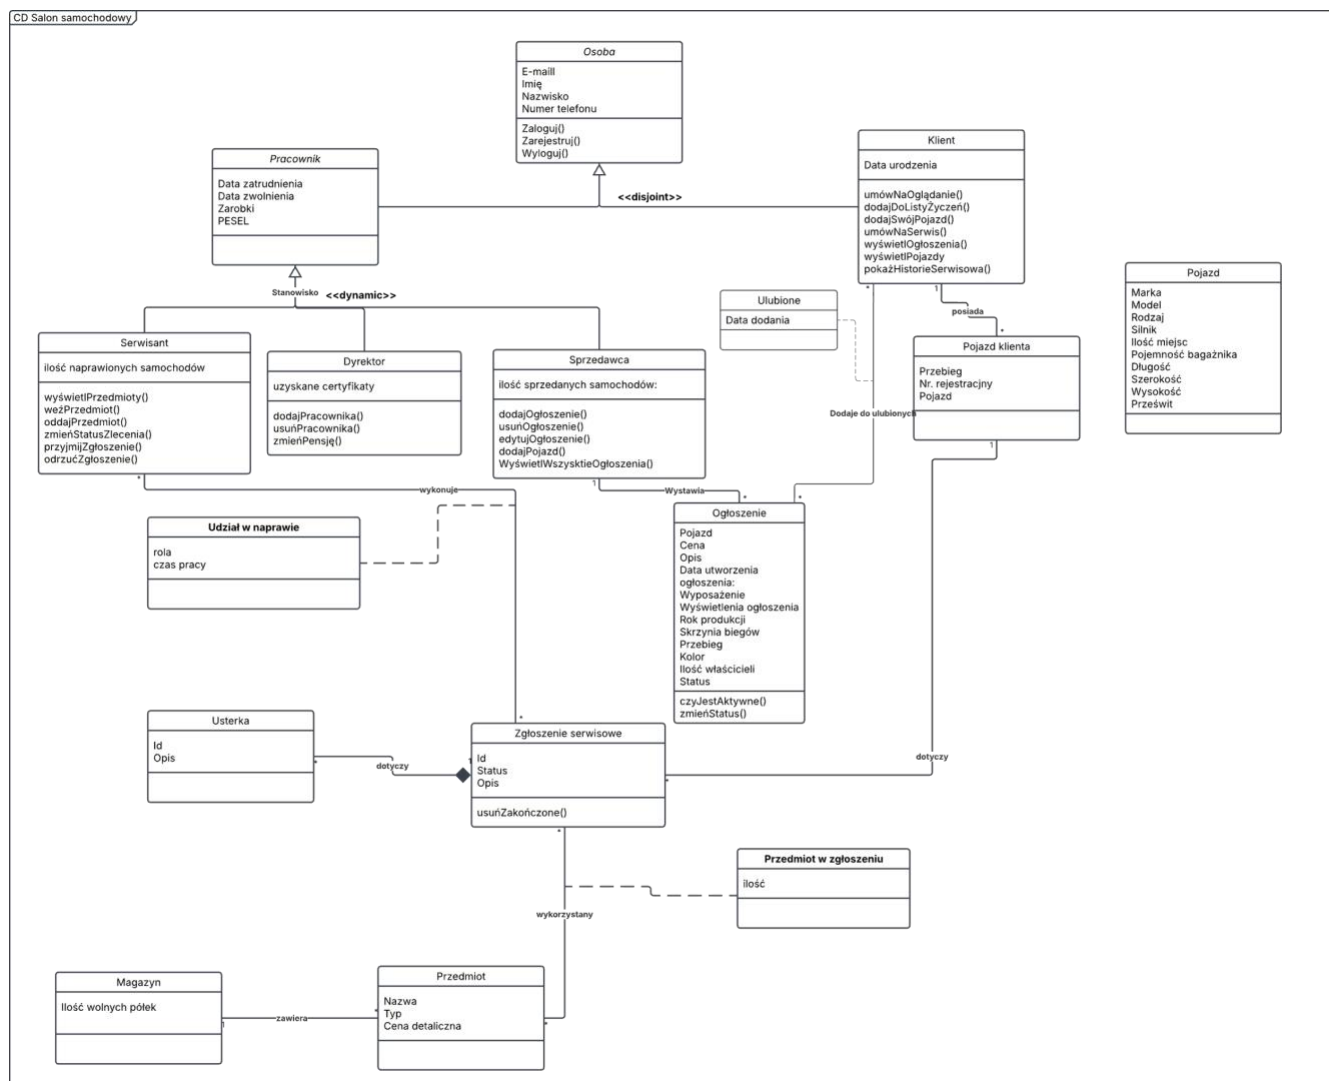 CD Salon samochodowy
Osoba
E-maill
Imię
Nazwisko
Numer telefonu
Zaloguj()
Zarejestruj()
Wyloguj()
<<disjoint>>
Pracownik
Data zatrudnienia
Data zwolnienia
Zarobki
PESEL
Klient
Data urodzenia
umówNaOglądanie()
dodajDoListyŻyczeń()
dodajSwójPojazd()
umówNaSerwis()
wyświetlOgłoszenia()
wyświetlPojazdy
pokażHistorieSerwisowa()
Pojazd
Marka
Model
Rodzaj
Silnik
Ilość miejsc
Pojemność bagażnika
Długość
Szerokość
Wysokość
Prześwit
Stanowisko
<<dynamic>>
*
1
posiada
*
Ulubione
Data dodania
Pojazd klienta
Przebieg
Nr. rejestracyjny
Pojazd
1
Dodaje do ulubionych
*
Serwisant
ilość naprawionych samochodów
wyświetlPrzedmioty()
weźPrzedmiot()
oddajPrzedmiot()
zmieńStatusZlecenia()
przyjmijZgłoszenie()
odrzućZgłoszenie()
*
Dyrektor
uzyskane certyfikaty
dodajPracownika()
usuńPracownika()
zmieńPensję()
Sprzedawca
ilość sprzedanych samochodów:
dodajOgłoszenie()
usuńOgłoszenie()
edytujOgłoszenie()
dodajPojazd()
WyświetlWszysktieOgłoszenia()
1
wykonuje
Wystawia
*
Udział w naprawie
rola
czas pracy
Ogłoszenie
Pojazd
Cena
Opis
Data utworzenia
ogłoszenia:
Wyposażenie
Wyświetlenia ogłoszenia
Rok produkcji
Skrzynia biegów
Przebieg
Kolor
Ilość właścicieli
Status
czyJestAktywne()
zmieńStatus()
Usterka
Id
Opis
*
dotyczy
1
*
Zgłoszenie serwisowe
Id
Status
Opis
usuńZakończone()
*
dotyczy
*
Przedmiot w zgłoszeniu
ilość
wykorzystany
Magazyn
Ilość wolnych półek
1
zawiera
*
Przedmiot
Nazwa
Typ
Cena detaliczna
*